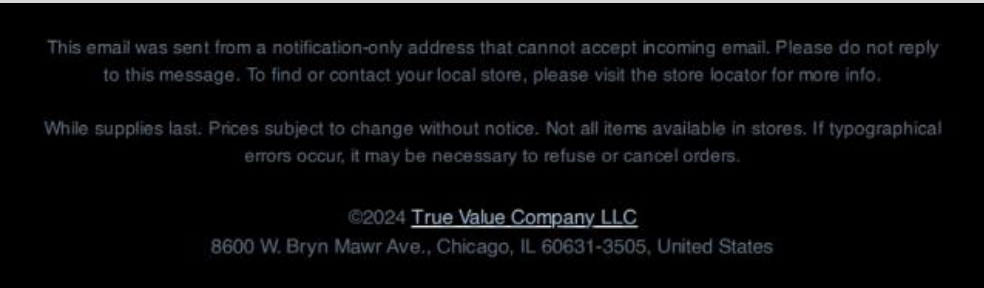 This email was sent from a notification-only address that cannot accept incoming email. Please do not reply
to this message. To find or contact your local store, please visit the store locator for more info.
While supplies last. Prices subject to change without notice. Not all items available in stores. If typographical
errors occur, it may be necessary to refuse or cancel orders.
©2024 True Value Company LLC
8600 W. Bryn Mawr Ave., Chicago, IL 60631-3505, United States